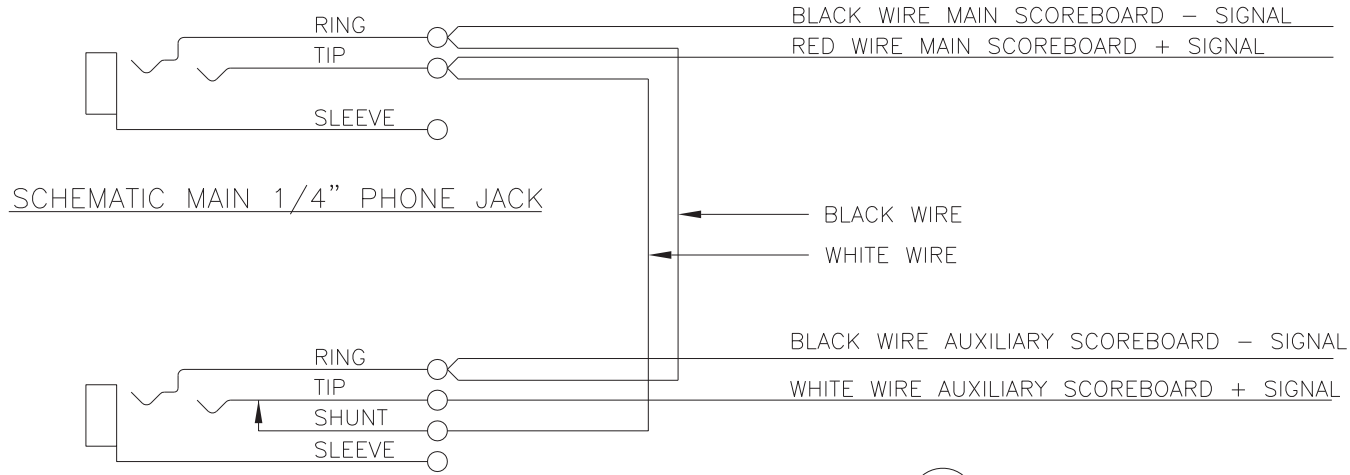 RING
BLACK WIRE MAIN SCOREBOARD – SIGNAL
TIP
RED WIRE MAIN SCOREBOARD + SIGNAL
SLEEVE
SCHEMATIC MAIN 1/4” PHONE JACK
BLACK WIRE
WHITE WIRE
RING
BLACK WIRE AUXILIARY SCOREBOARD – SIGNAL
TIP
WHITE WIRE AUXILIARY SCOREBOARD + SIGNAL
SHUNT
SLEEVE